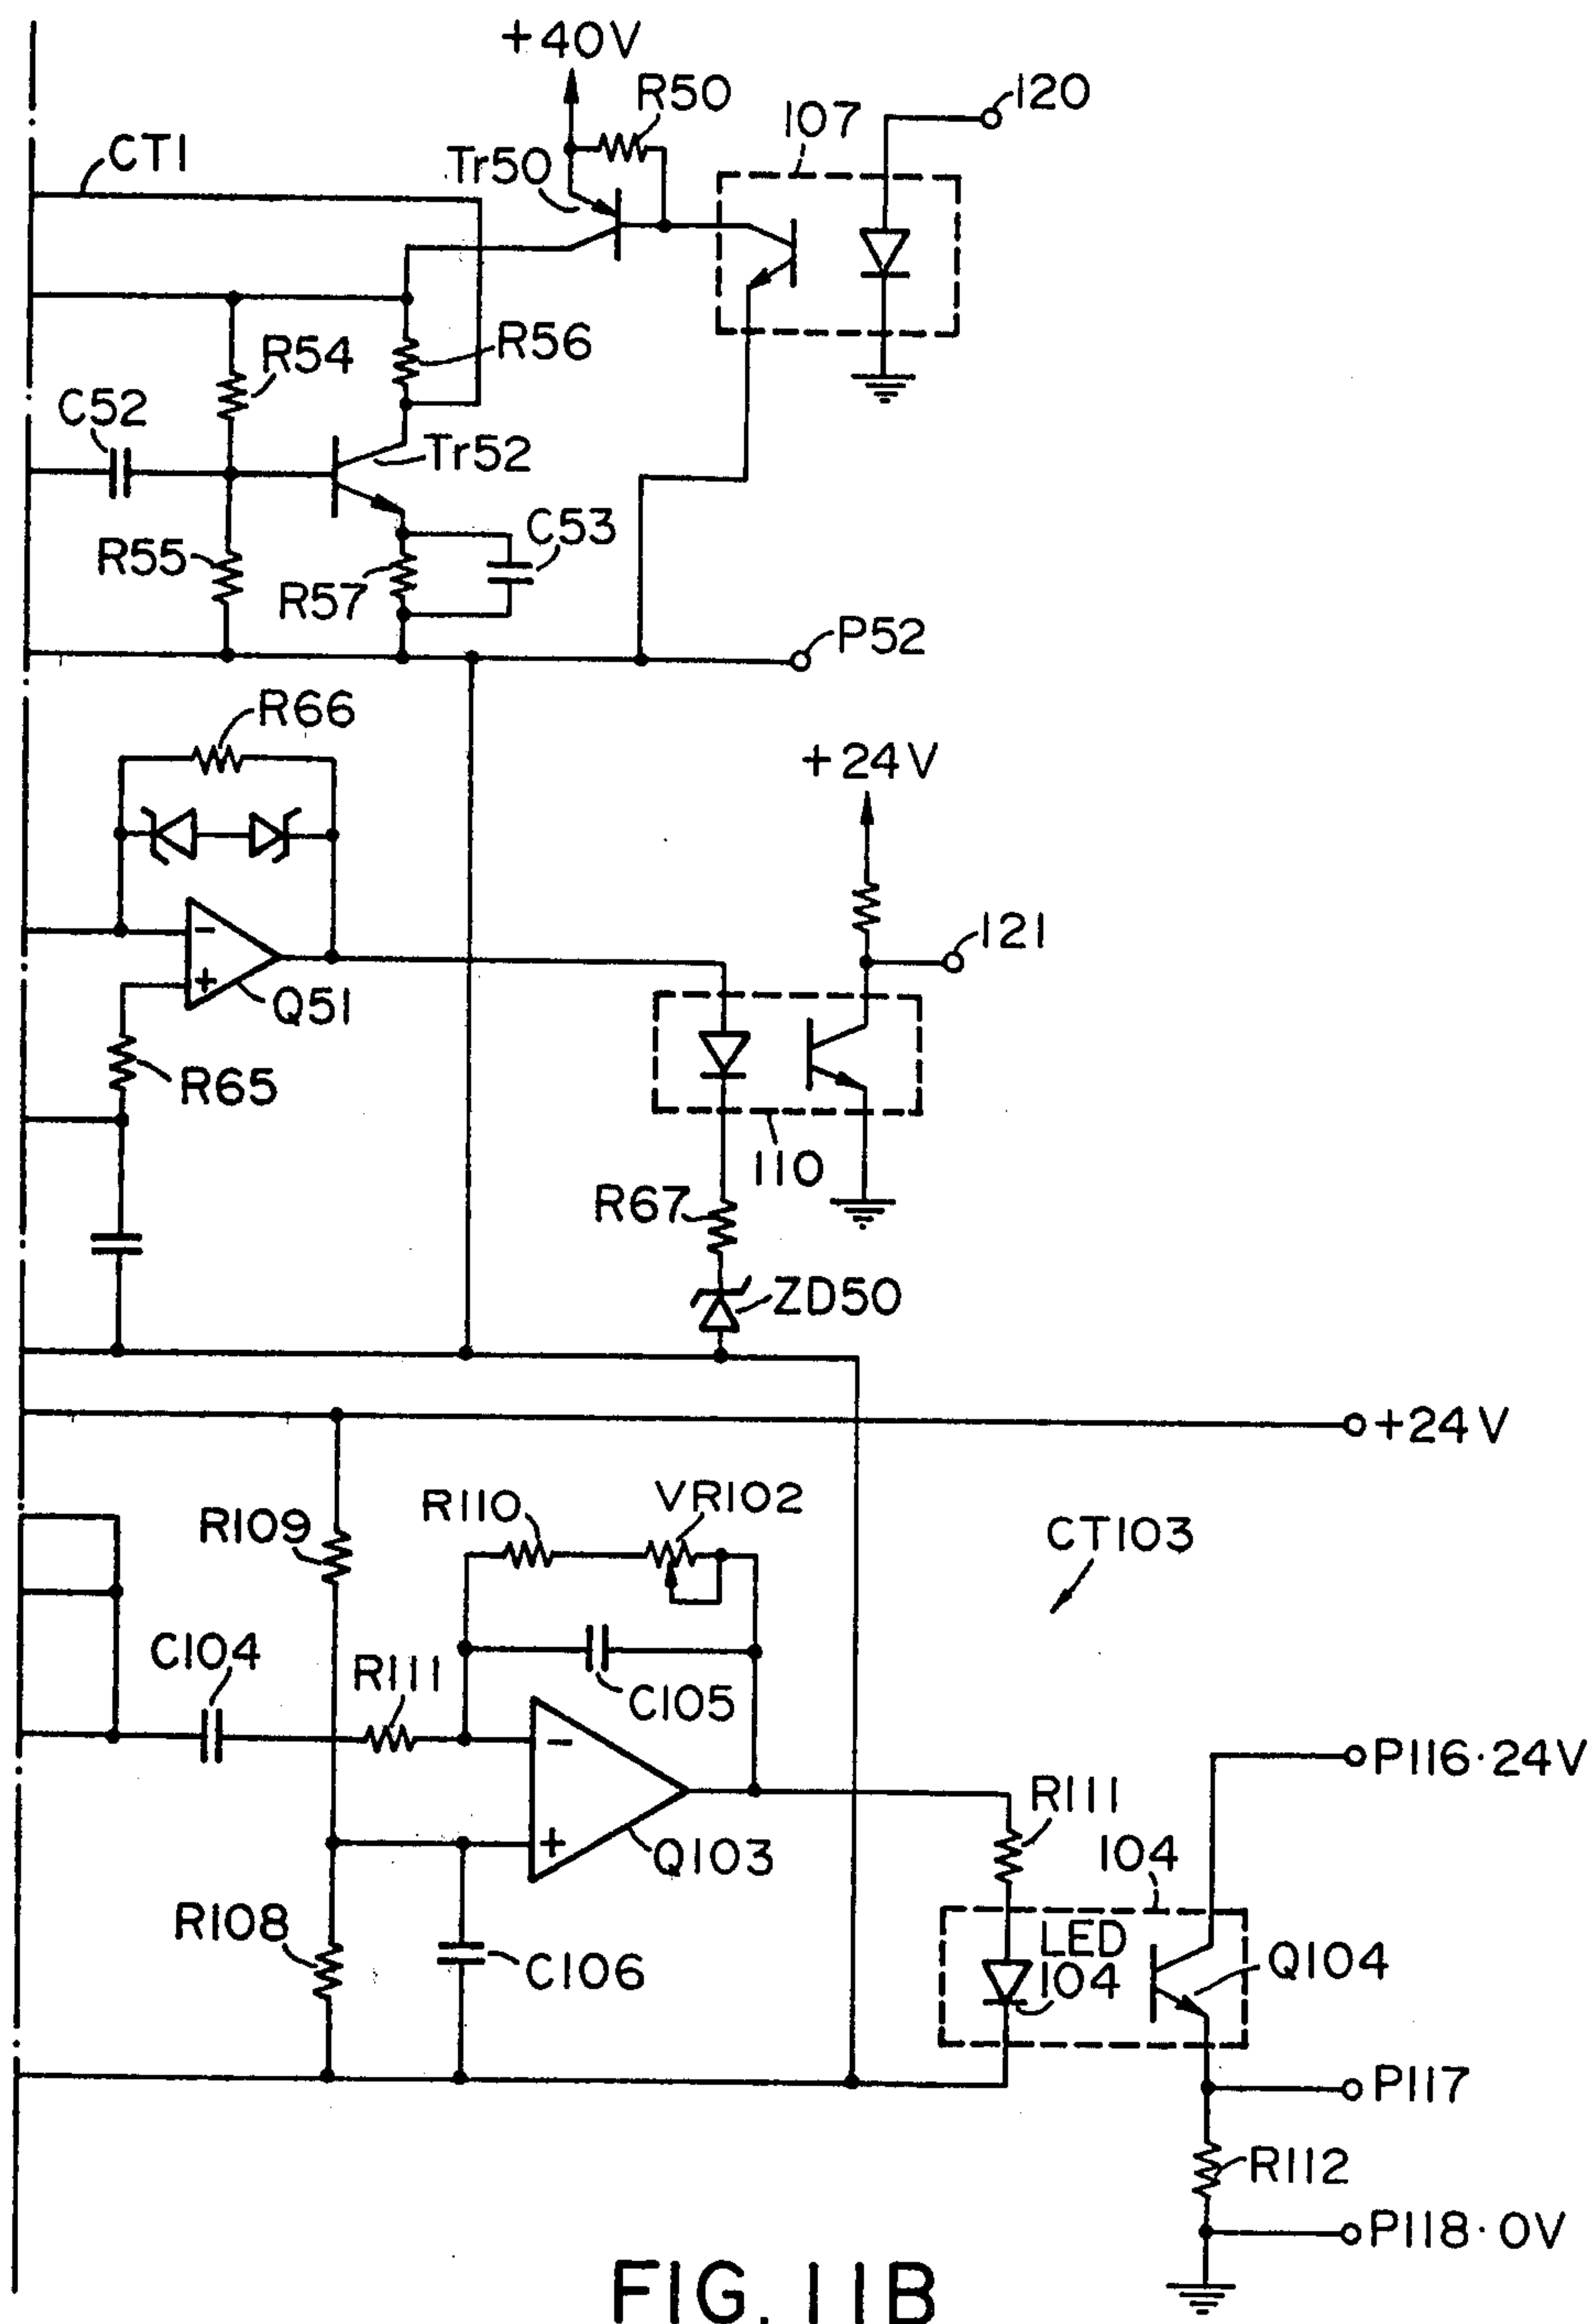 +40V
R50
120
107
CT1
Tr50
R56
R54
C52
Tr52
C53
R55
R57
P52
R66
+24V
121
-
+
Q51
R65
110
R67
ZD50
+24V
R110
VR102
R109
CT103
C104
R111
C105
-
P116·24V
R111
+
Q103
104
R108
LED
104
Q104
C106
P117
R112
P118·0V
FIG. 11B